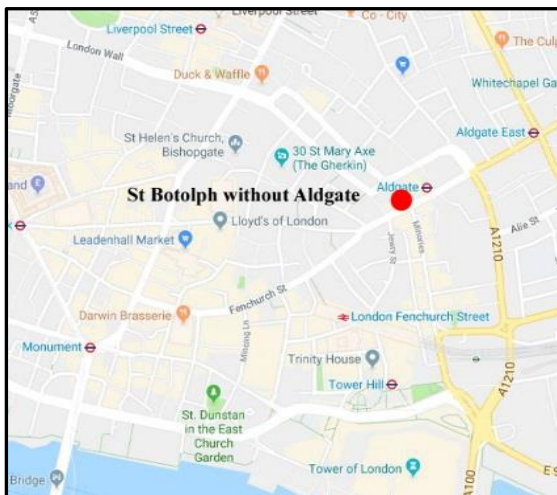 Liverpool Street
Liverpool Street
Co - City
London Wall
Moorgate
Duck & Waffle
The Culp
Whitechapel Ga
St Helen's Church,
Bishopgate
30 St Mary Axe
(The Gherkin)
Aldgate East
St Botolph without Aldgate
Aldgate
Lloyd's of London
Leadenhall Market
Jewry St
Minories
Alie St
A1210
Fenchurch St
Darwin Brasserie
Mincing Ln
London Fenchurch Street
Monument
Trinity House
Tower Hill
A1210
St. Dunstan
in the East
Church
Garden
Tower of London
Bridge
A100